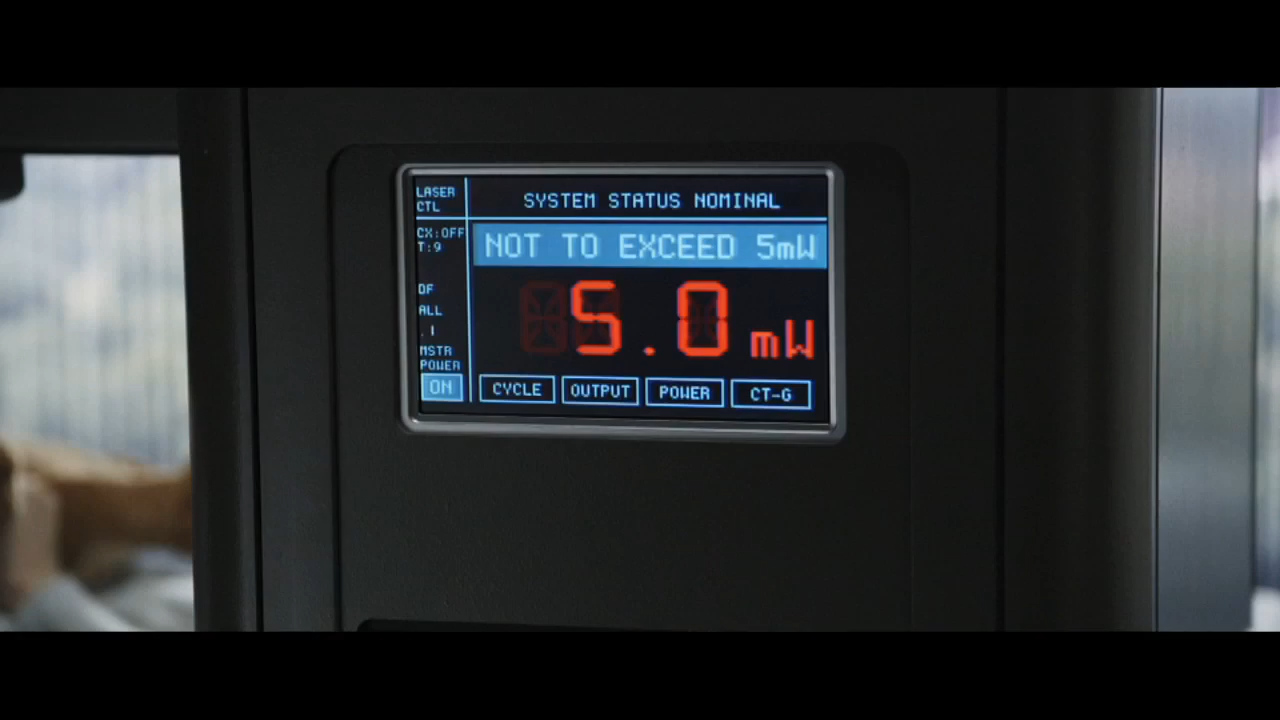 LASER
CTL
SYSTEM STATUS NOMINAL
CX:OFF
T:9
NOT TO EXCEED 5mW
OF
ALL
.1
5.0 mW
MSTR
POWER
ON
CYCLE
OUTPUT
POWER
CT-G